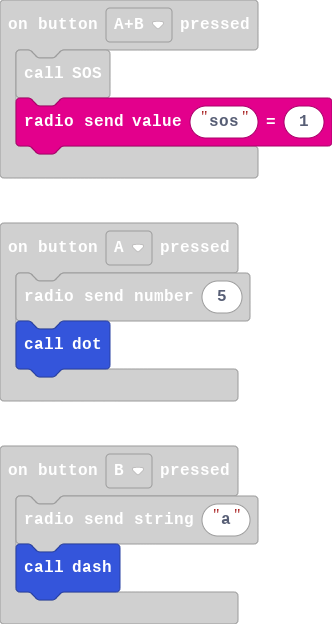 on button A+B pressed
call SOS
radio send value "sos" = 1
on button A pressed
radio send number 5
call dot
on button B pressed
radio send string "a"
call dash